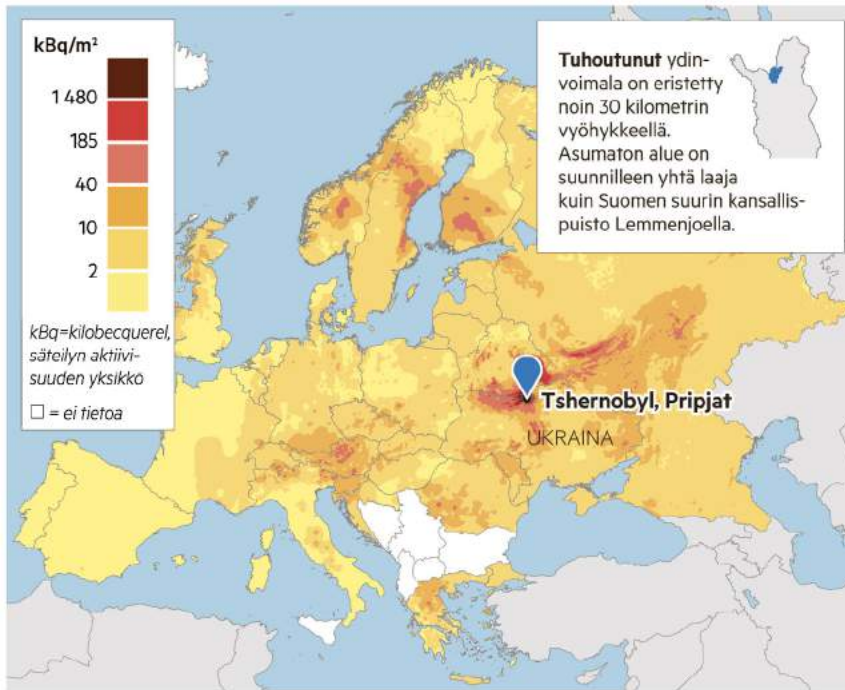 kBq/m²
1 480
185
40
10
2
kBq=kilobecquerel,
säteilyn aktiivi-
suuden yksikkö
□ = ei tietoa
Tuhoutunut ydin-
voimala on eristetty
noin 30 kilometrin
vyöhykkeellä.
Asumaton alue on
suunnilleen yhtä laaja
kuin Suomen suurin kansallis-
puisto Lemmenjoella.
Tshernobyl, Pripjat
UKRAINA